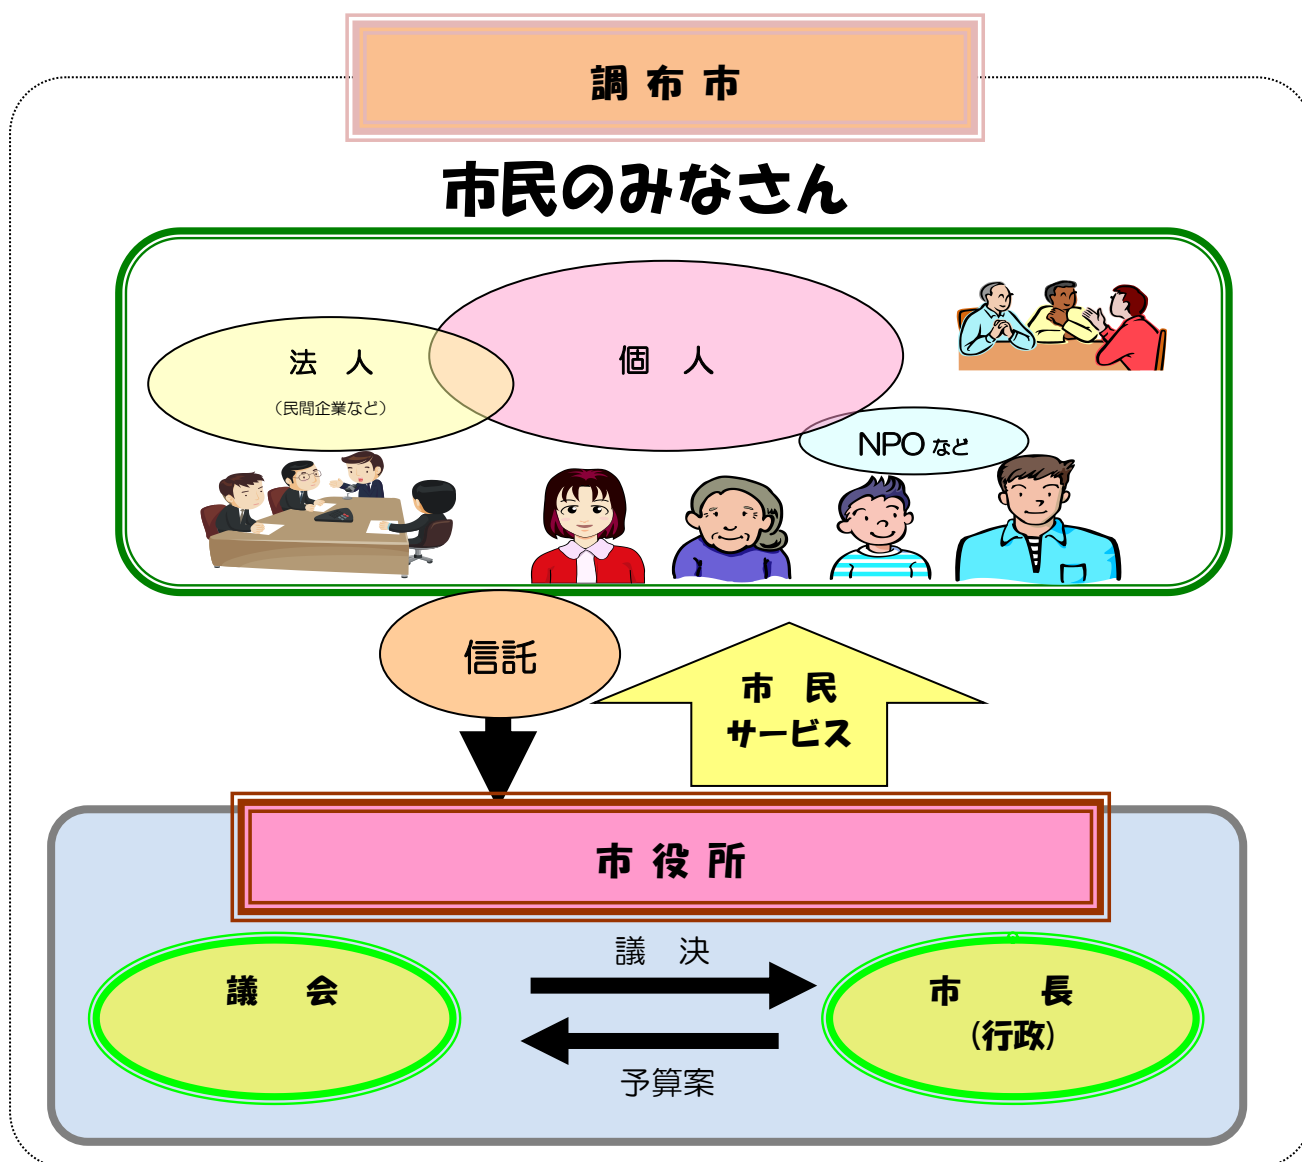 調布市
市民のみなさん
法　人
（民間企業など）
個　人
NPO など
信託
市　民
サービス
市役所
議　決
議　会
市　長
（行政）
予算案